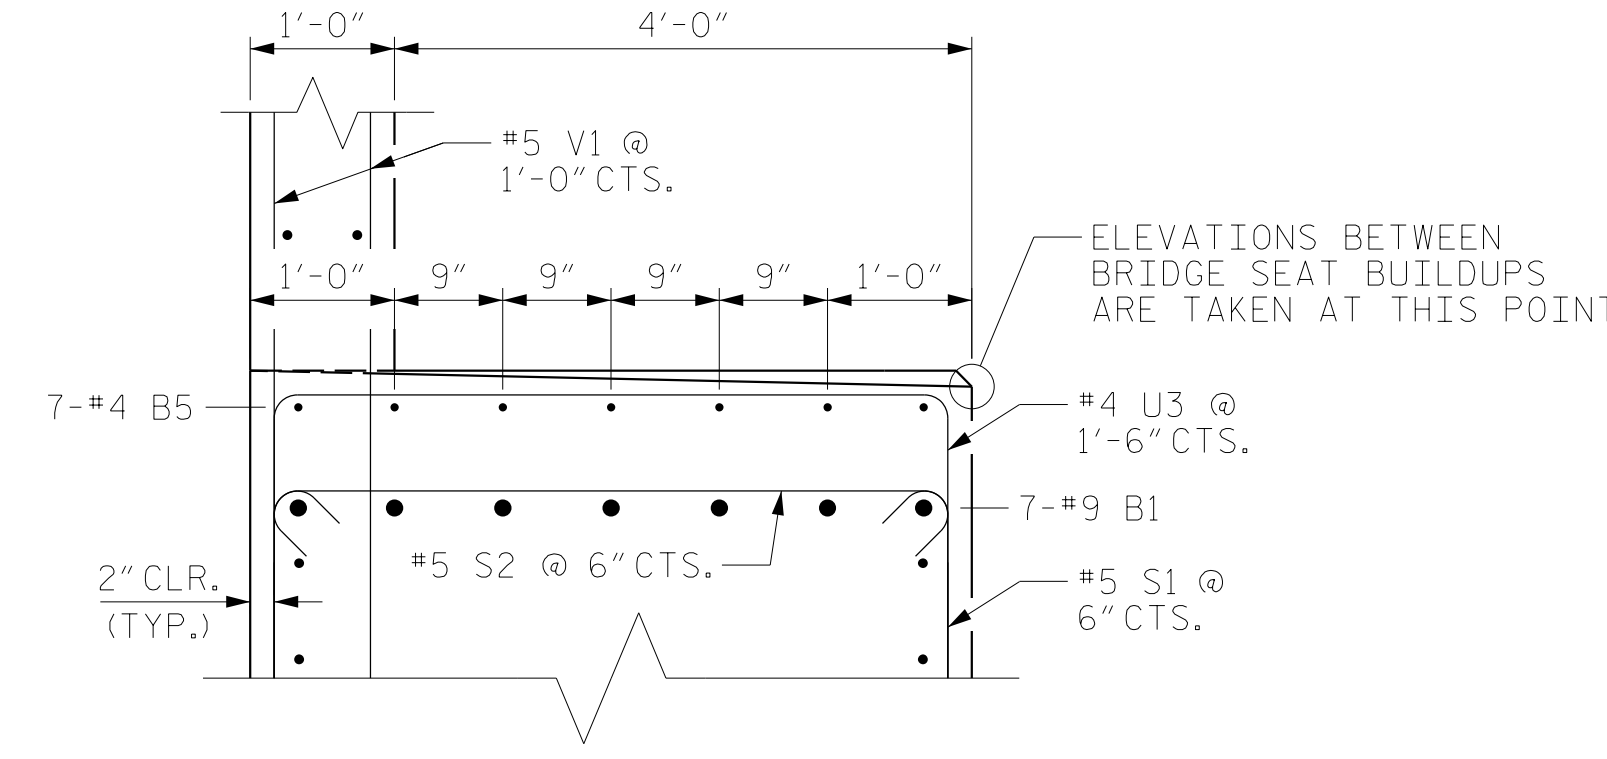 1'-0" 4'-0"
#5 V1 @
1'-0" CTS.
ELEVATIONS BETWEEN
BRIDGE SEAT BUILDUPS
ARE TAKEN AT THIS POINT
1'-0" 9" 9" 9" 9" 1'-0"
7-#4 B5
#4 U3 @
1'-6" CTS.
7-#9 B1
#5 S2 @ 6" CTS.
2" CLR.
(TYP.)
#5 S1 @
6" CTS.